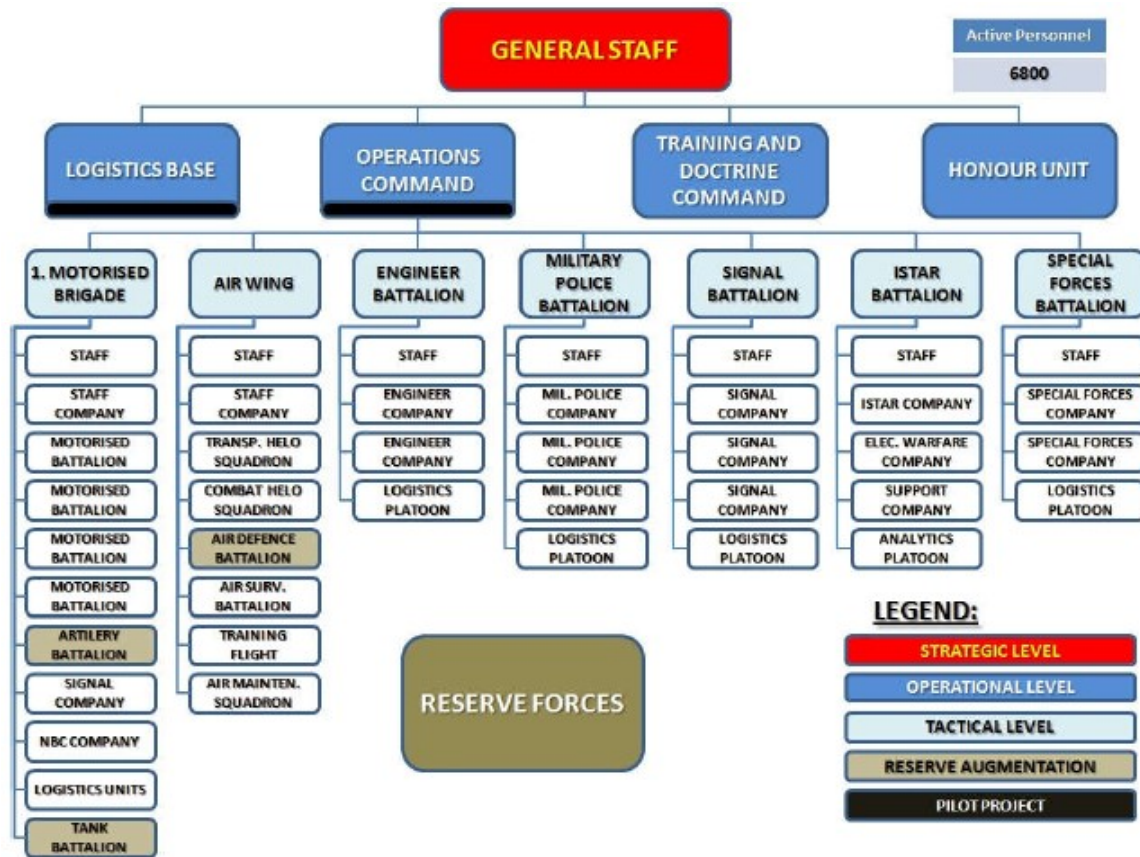 GENERAL STAFF
Active Personnel
6800
LOGISTICS BASE
OPERATIONS
COMMAND
TRAINING AND
DOCTRINE
COMMAND
HONOUR UNIT
1. MOTORISED
BRIGADE
AIR WING
ENGINEER
BATTALION
MILITARY
POLICE
BATTALION
SIGNAL
BATTALION
ISTAR
BATTALION
SPECIAL
FORCES
BATTALION
STAFF
STAFF
COMPANY
MOTORISED
BATTALION
MOTORISED
BATTALION
MOTORISED
BATTALION
MOTORISED
BATTALION
ARTILERY
BATTALION
SIGNAL
COMPANY
NBC COMPANY
LOGISTICS UNITS
TANK
BATTALION
STAFF
STAFF
COMPANY
TRANSP. HELO
SQUADRON
COMBAT HELO
SQUADRON
AIR DEFENCE
BATTALION
AIR SURV.
BATTALION
TRAINING
FLIGHT
AIR MAINTEN.
SQUADRON
STAFF
ENGINEER
COMPANY
ENGINEER
COMPANY
LOGISTICS
PLATOON
STAFF
MIL. POLICE
COMPANY
MIL. POLICE
COMPANY
MIL. POLICE
COMPANY
LOGISTICS
PLATOON
STAFF
SIGNAL
COMPANY
SIGNAL
COMPANY
SIGNAL
COMPANY
LOGISTICS
PLATOON
STAFF
ISTAR COMPANY
ELEC. WARFARE
COMPANY
SUPPORT
COMPANY
ANALYTICS
PLATOON
STAFF
SPECIAL FORCES
COMPANY
SPECIAL FORCES
COMPANY
LOGISTICS
PLATOON
RESERVE FORCES
LEGEND:
STRATEGIC LEVEL
OPERATIONAL LEVEL
TACTICAL LEVEL
RESERVE AUGMENTATION
PILOT PROJECT